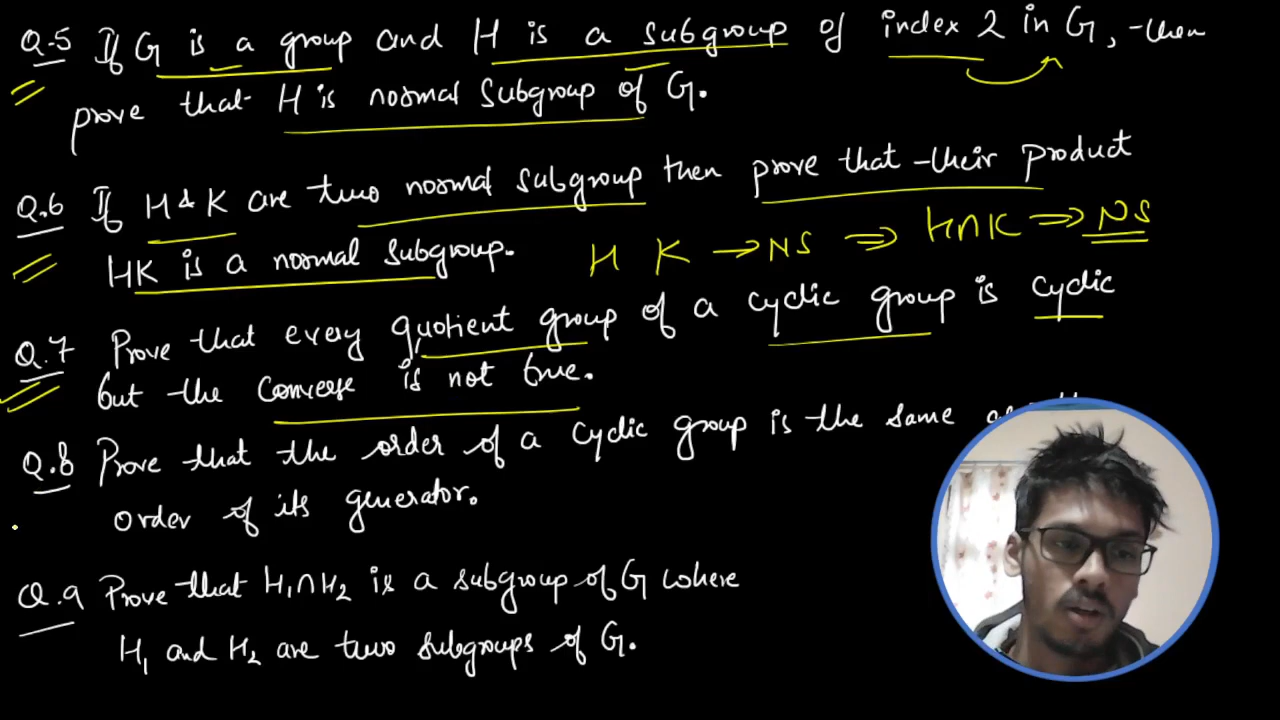 Q.5 If G is a group and H is a subgroup of index 2 in G, then
prove that H is normal subgroup of G.
Q.6 If H & K are two normal subgroup then prove that their product
HK is a normal subgroup. H K → NS ⇒ H∩K ⇒ NS
Q.7 Prove that every quotient group of a cyclic group is cyclic
but the converse is not true.
Q.8 Prove that the order of a cyclic group is the same
order of its generator.
Q.9 Prove that H₁∩H₂ is a subgroup of G where
H₁ and H₂ are two subgroups of G.